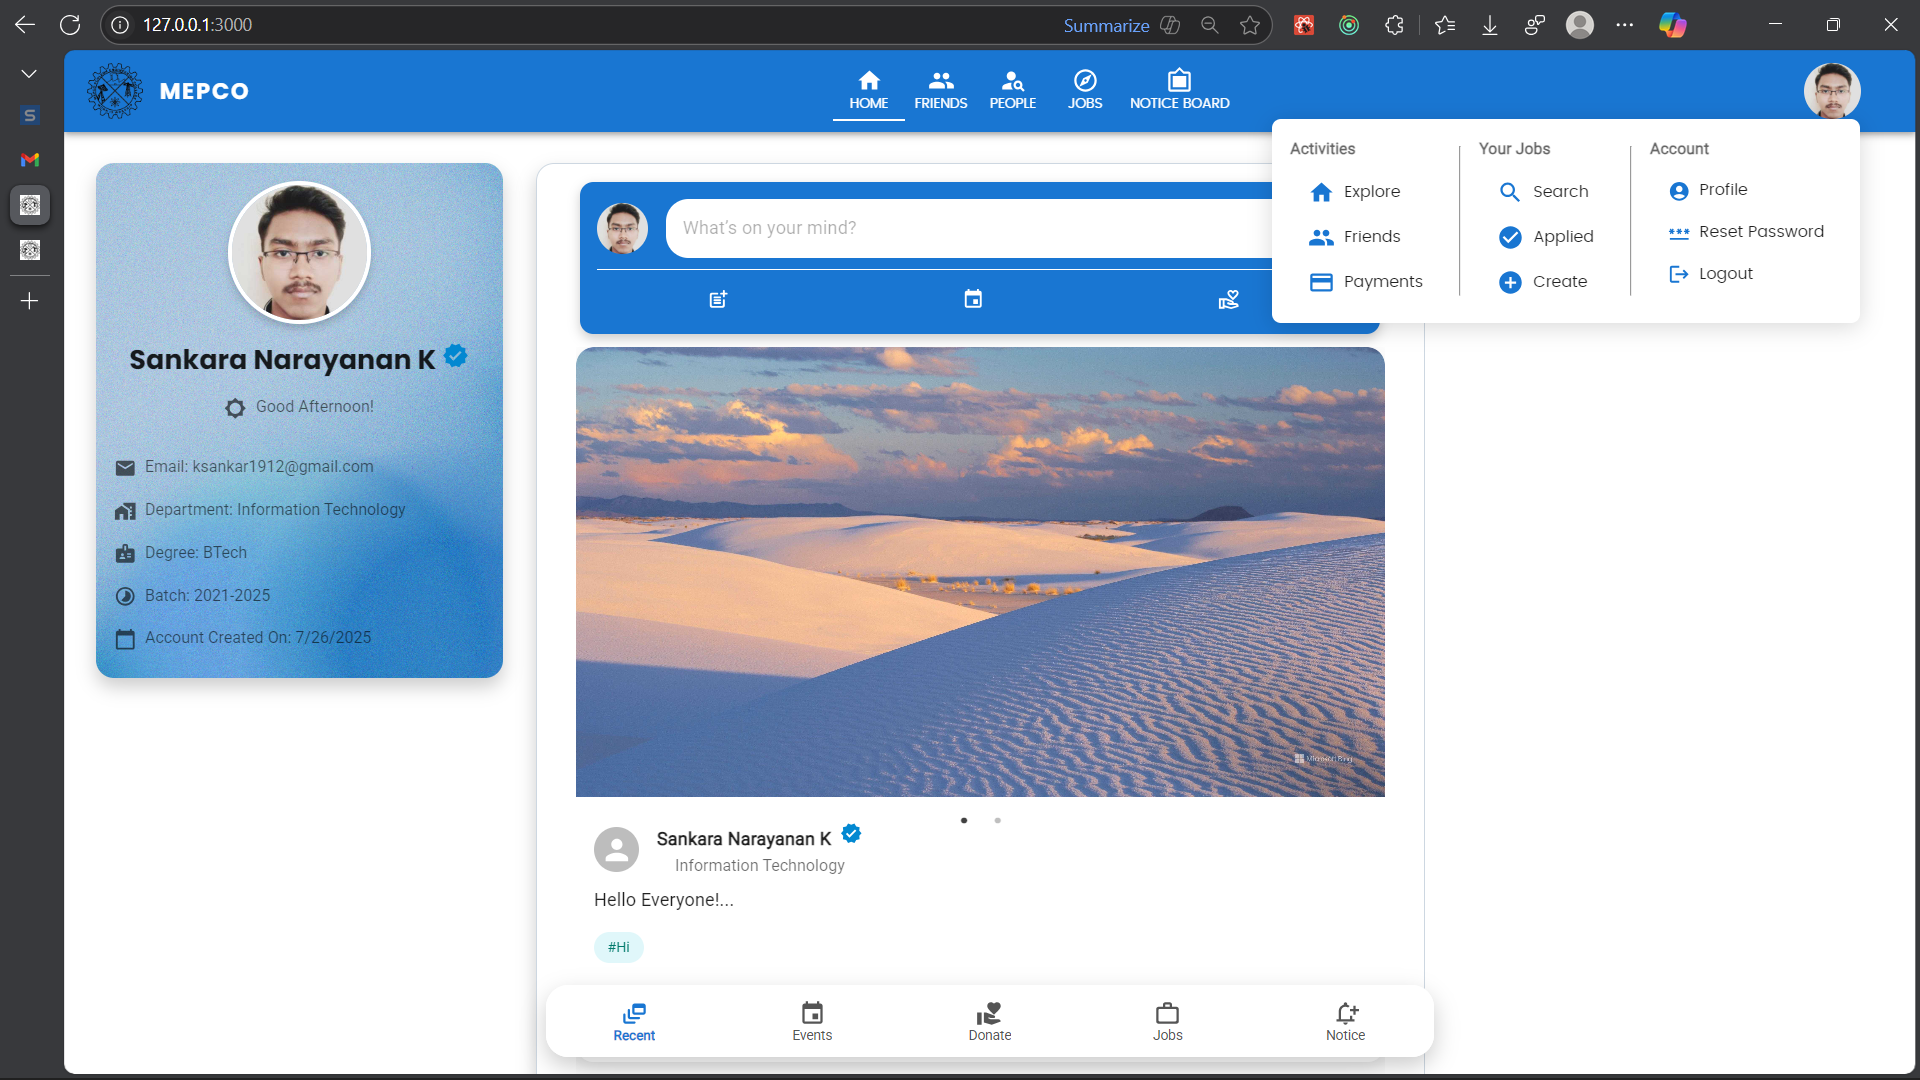 127.0.0.1:3000
Summarize
S
MEPCO
HOME
FRIENDS
PEOPLE
JOBS
NOTICE BOARD
Activities
Explore
Friends
Payments
Your Jobs
Search
Applied
Create
Account
Profile
Reset Password
Logout
Sankara Narayanan K
Good Afternoon!
Email: ksankar1912@gmail.com
Department: Information Technology
Degree: BTech
Batch: 2021-2025
Account Created On: 7/26/2025
What's on your mind?
Microsoft Bing
Sankara Narayanan K
Information Technology
Hello Everyone!...
#Hi
Recent
Events
Donate
Jobs
Notice